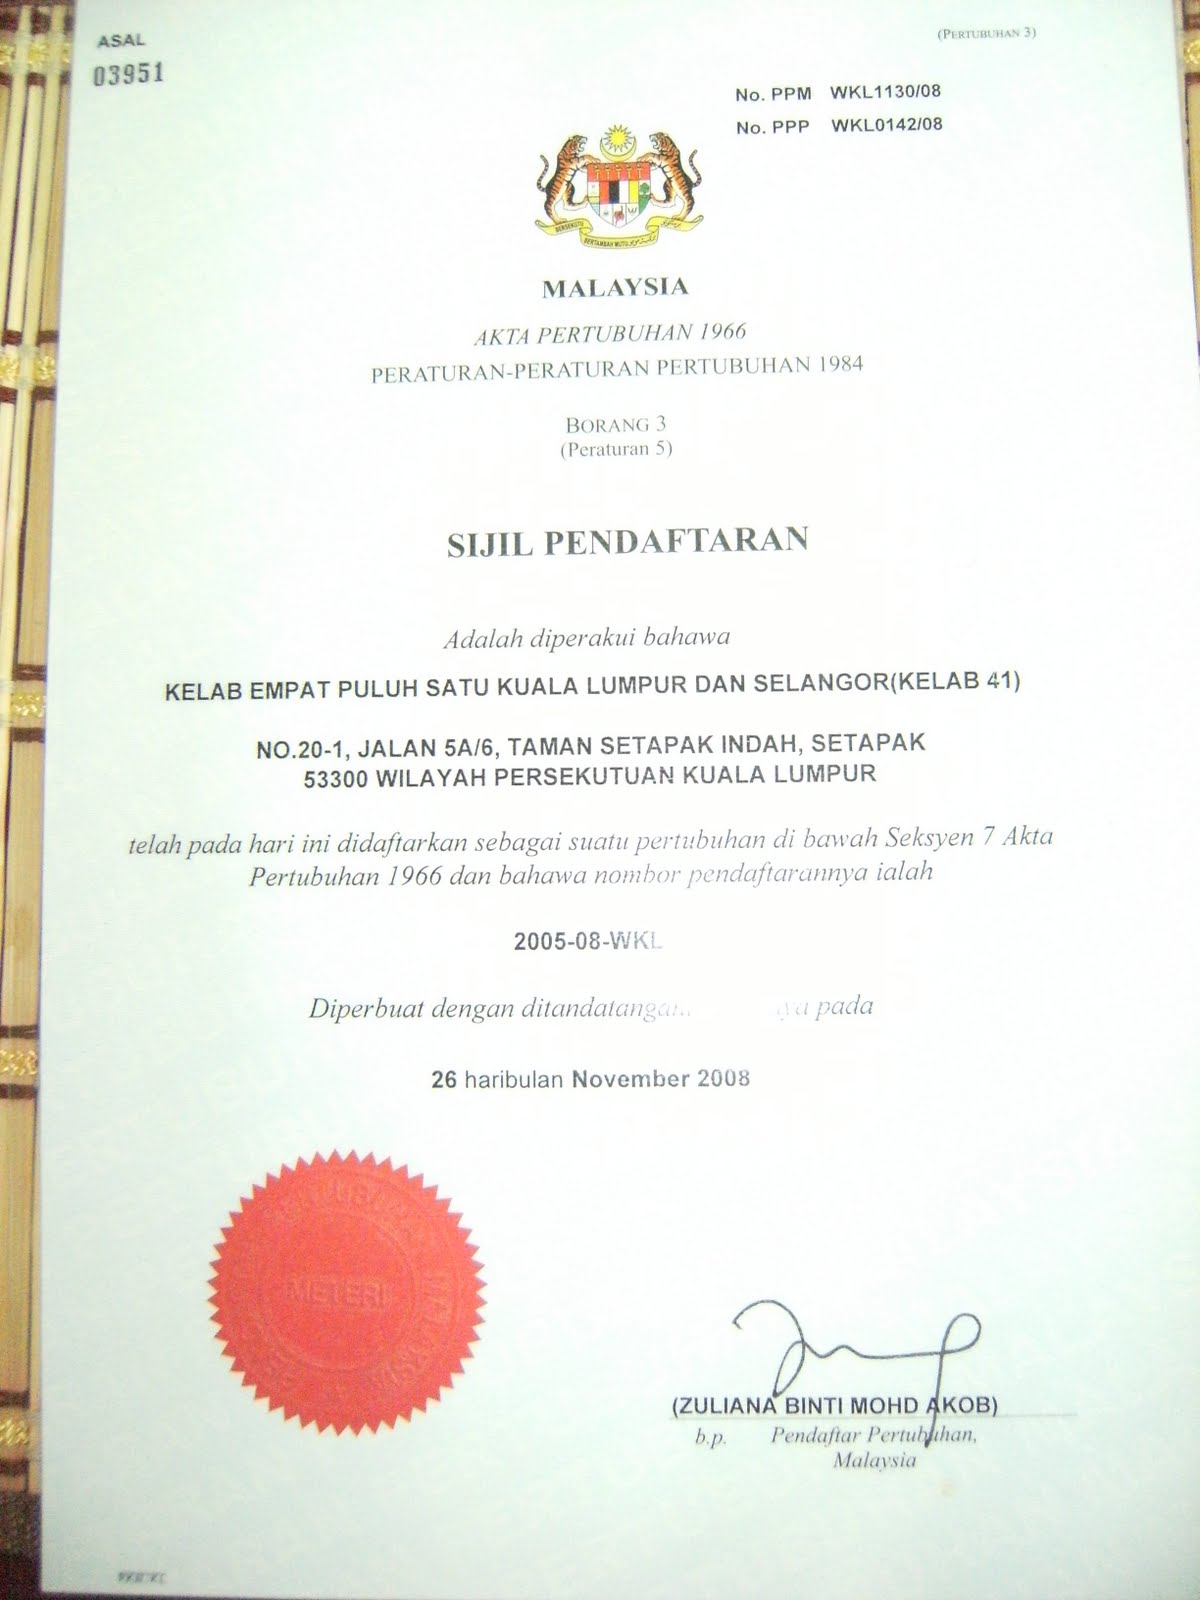 ASAL
03951
(PERTUBUHAN 3)
No. PPM WKL1130/08
No. PPP WKL0142/08
BERSEKUTU
BERTAMBAH MUTU
MALAYSIA
AKTA PERTUBUHAN 1966
PERATURAN-PERATURAN PERTUBUHAN 1984
BORANG 3
(Peraturan 5)
SIJIL PENDAFTARAN
Adalah diperakui bahawa
KELAB EMPAT PULUH SATU KUALA LUMPUR DAN SELANGOR(KELAB 41)
NO.20-1, JALAN 5A/6, TAMAN SETAPAK INDAH, SETAPAK
53300 WILAYAH PERSEKUTUAN KUALA LUMPUR
telah pada hari ini didaftarkan sebagai suatu pertubuhan di bawah Seksyen 7 Akta
Pertubuhan 1966 dan bahawa nombor pendaftarannya ialah
2005-08-WKL
Diperbuat dengan pada
26 haribulan November 2008
METERI
(ZULIANA BINTI MOHD AKOB)
b.p. Pendaftar Pertubuhan,
Malaysia